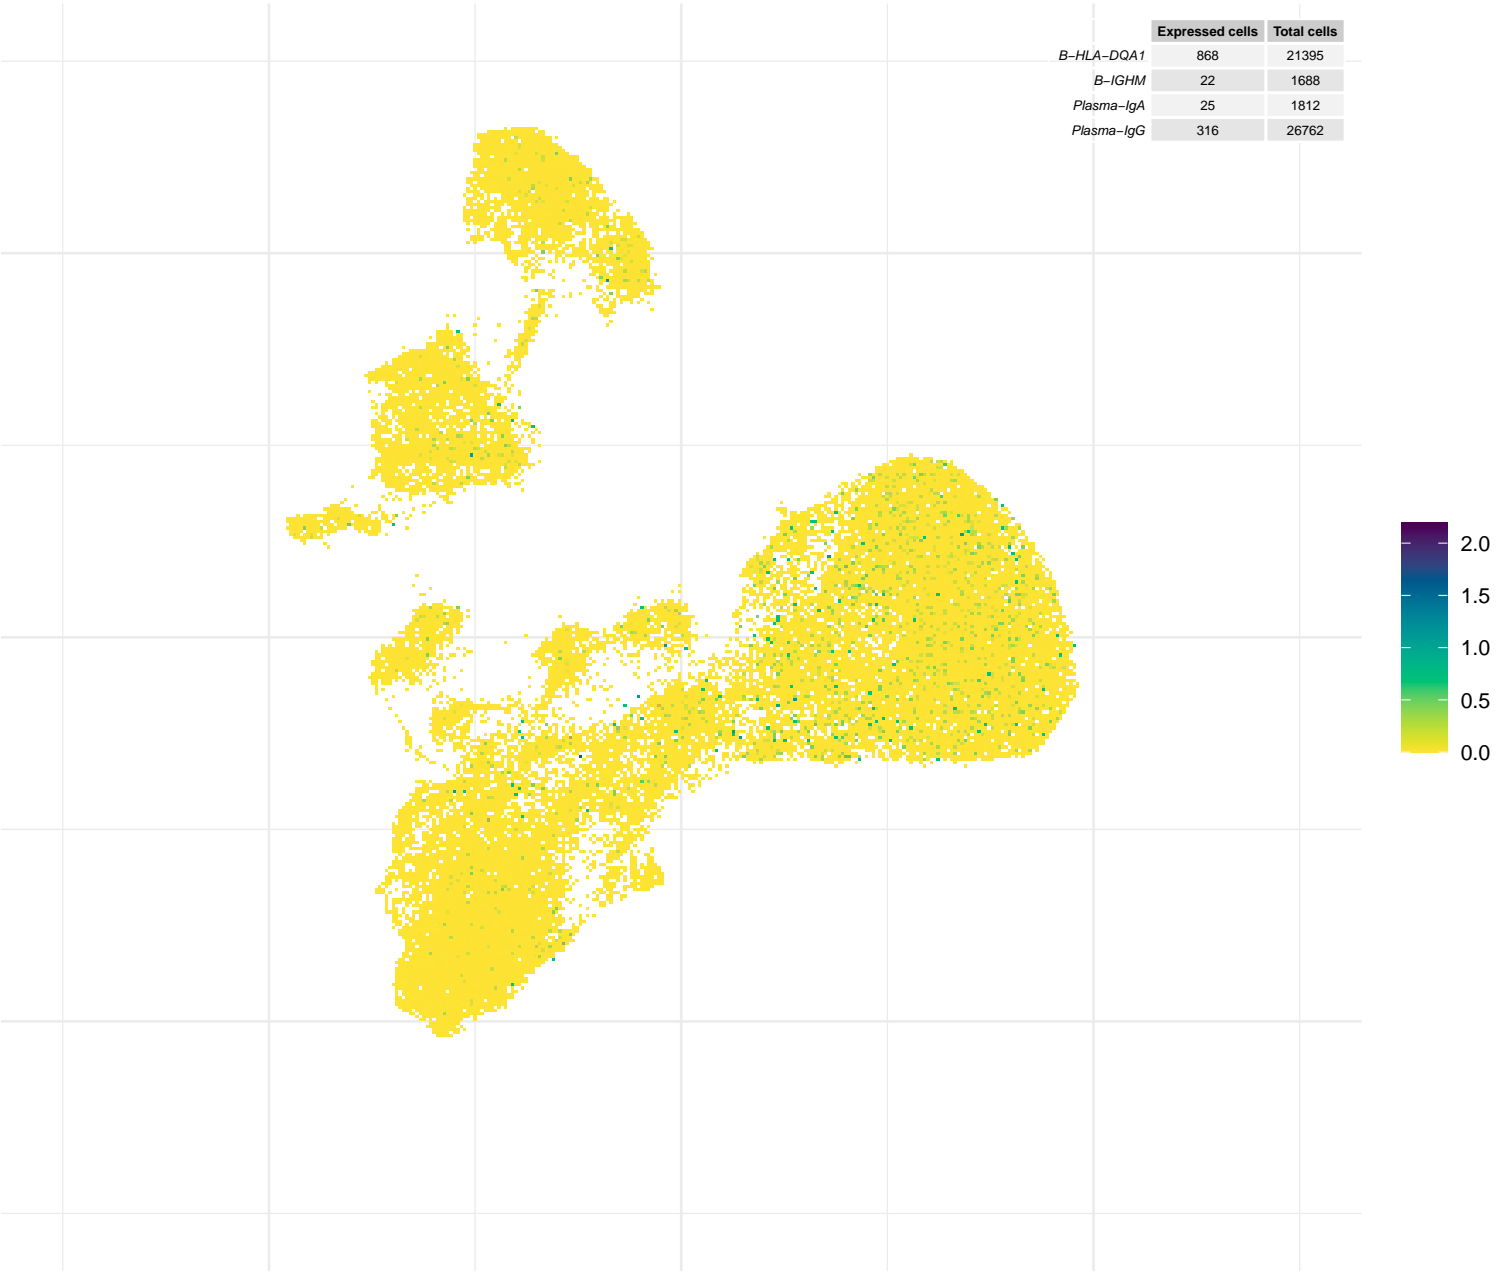 Expressed cells Total cells
B−HLA−DQA1 868 21395
B−IGHM 22 1688
Plasma−IgA 25 1812
Plasma−IgG 316 26762
2.0
1.5
1.0
0.5
0.0